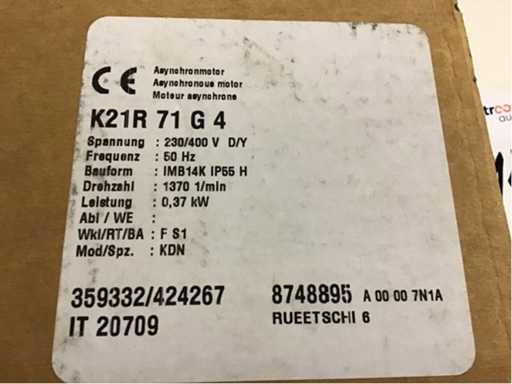 CE
Asynchronmotor
Asynchronous motor
Moteur asynchrone
K21R 71 G 4
Spannung : 230/400 V D/Y
Frequenz : 50 Hz
Bauform : IMB14K IP55 H
Drehzahl : 1370 1/min
Leistung : 0,37 kW
Abl / WE :
Wkl/RT/BA : F S1
Mod/Spz. : KDN
359332/424267 8748895 A 00 00 7N1A
IT 20709 RUEETSCHI 6